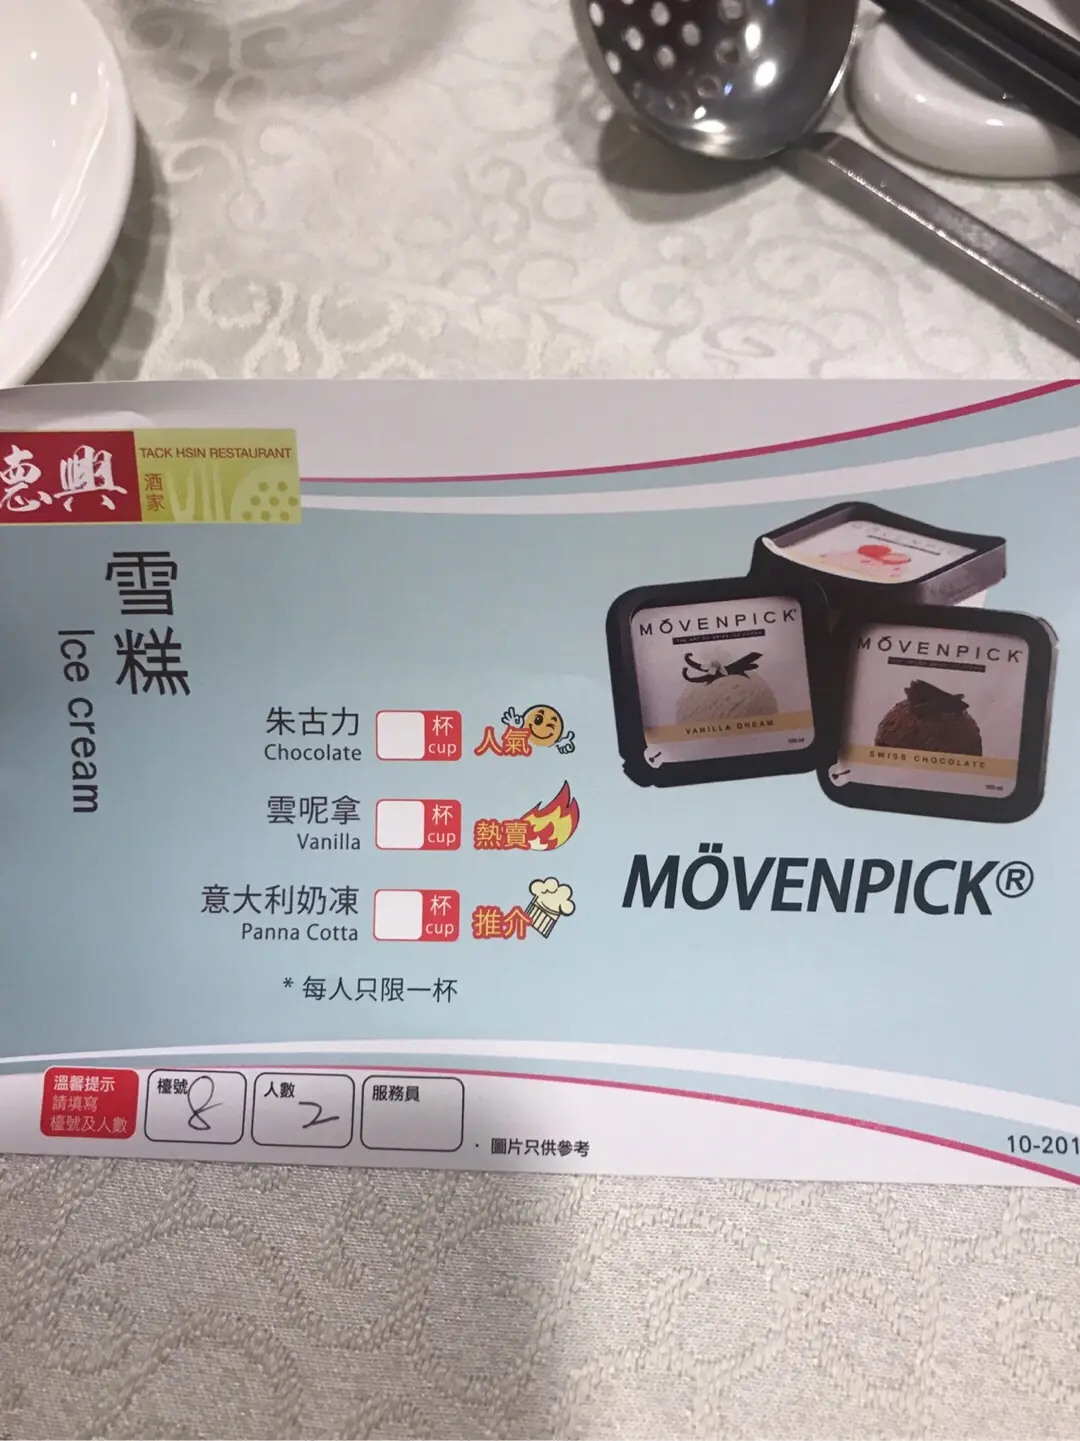 德興
TACK HSIN RESTAURANT
酒家
雪糕
Ice cream
朱古力
Chocolate
杯
cup
人氣
雲呢拿
Vanilla
杯
cup
熱賣
意大利奶凍
Panna Cotta
杯
cup
推介
* 每人只限一杯
MÖVENPICK
MÖVENPICK
VANILLA DREAM
MÖVENPICK
SWISS CHOCOLATE
MÖVENPICK®
溫馨提示
請填寫
檯號及人數
檯號 8
人數 2
服務員
· 圖片只供參考
10-201